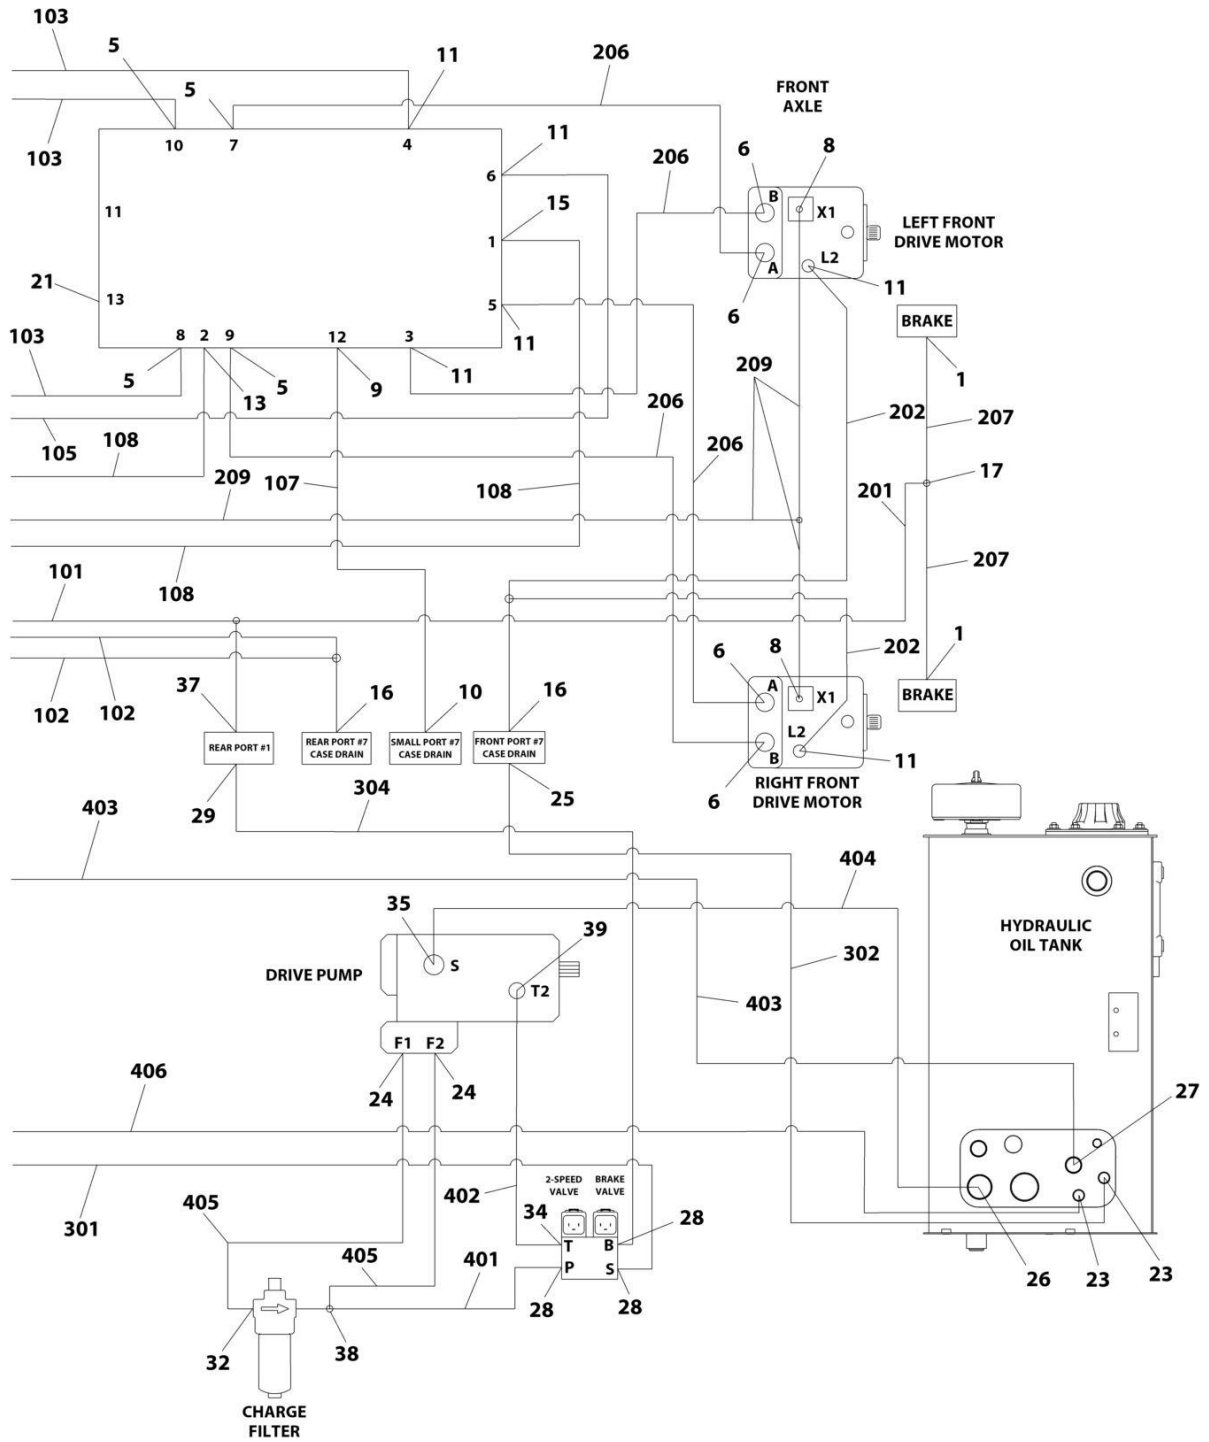 103
5
11
206
5
FRONT
AXLE
103
10
7
4
11
206
6
8
6
B
X1
11
15
LEFT FRONT
DRIVE MOTOR
1
L2
A
21
13
11
5
6
BRAKE
103
8
2
9
12
3
11
5
13
5
9
11
209
1
206
202
207
105
108
206
209
107
108
201
17
101
108
207
1
6
8
202
37
102
102
16
10
16
A
X1
BRAKE
L2
REAR PORT #1
REAR PORT #7
CASE DRAIN
SMALL PORT #7
CASE DRAIN
FRONT PORT #7
CASE DRAIN
B
11
RIGHT FRONT
DRIVE MOTOR
29
304
25
6
403
404
35
39
HYDRAULIC
OIL TANK
302
DRIVE PUMP
S
T2
403
F1
F2
24
24
406
27
2-SPEED
VALVE
BRAKE
VALVE
301
405
402
34
28
T
B
P
S
405
401
28
28
26
23
23
32
38
CHARGE
FILTER